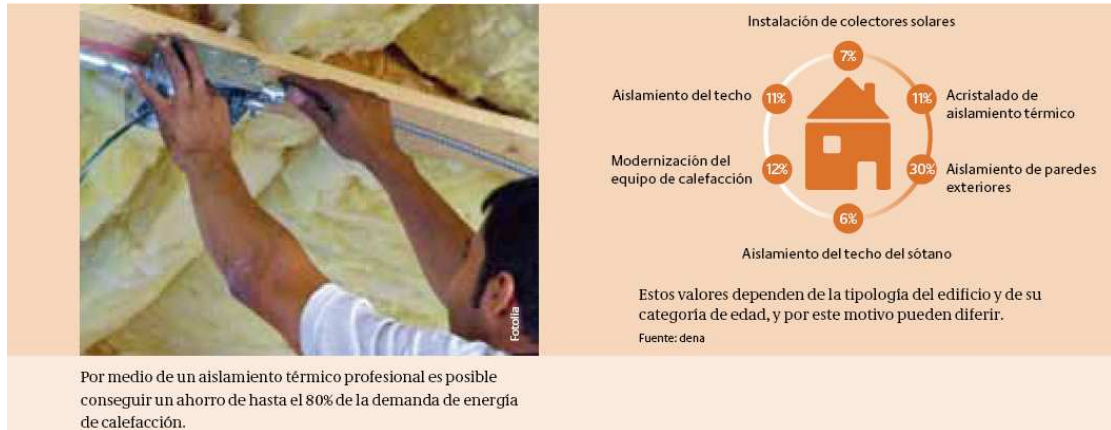 Fotolia
Por medio de un aislamiento térmico profesional es posible
conseguir un ahorro de hasta el 80% de la demanda de energía
de calefacción.
Instalación de colectores solares
7%
Aislamiento del techo
11%
11%
Acristalado de
aislamiento térmico
Modernización del
equipo de calefacción
12%
30%
Aislamiento de paredes
exteriores
6%
Aislamiento del techo del sótano
Estos valores dependen de la tipología del edificio y de su
categoría de edad, y por este motivo pueden diferir.
Fuente: dena